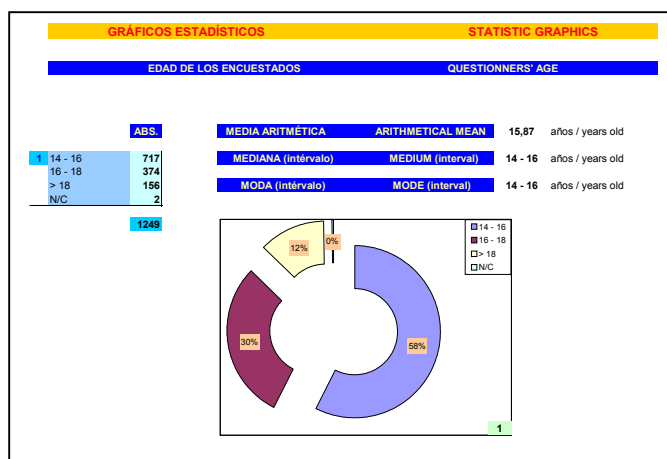 GRÁFICOS ESTADÍSTICOS STATISTIC GRAPHICS
EDAD DE LOS ENCUESTADOS QUESTIONNERS' AGE
ABS. MEDIA ARITMÉTICA ARITHMETICAL MEAN 15,87 años / years old
1 14 - 16 717 MEDIANA (intérvalo) MEDIUM (interval) 14 - 16 años / years old
16 - 18 374
> 18 156 MODA (intérvalo) MODE (interval) 14 - 16 años / years old
N/C 2
1249
14 - 16
16 - 18
> 18
N/C
12%
0%
30%
58%
1